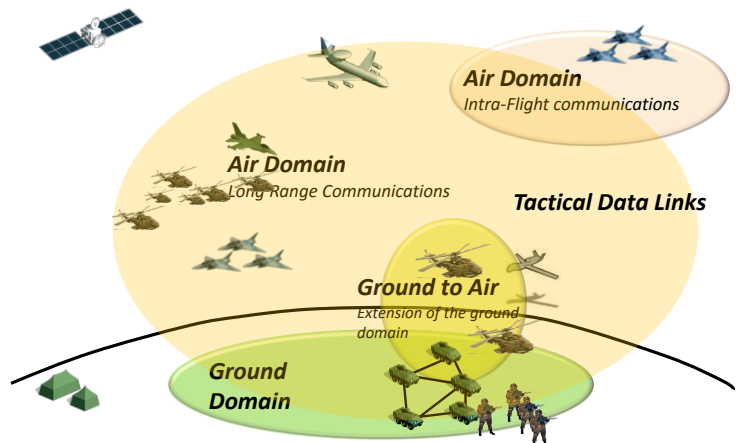 Air Domain
Intra-Flight communications
Air Domain
Long Range Communications
Tactical Data Links
Ground to Air
Extension of the ground
domain
Ground
Domain